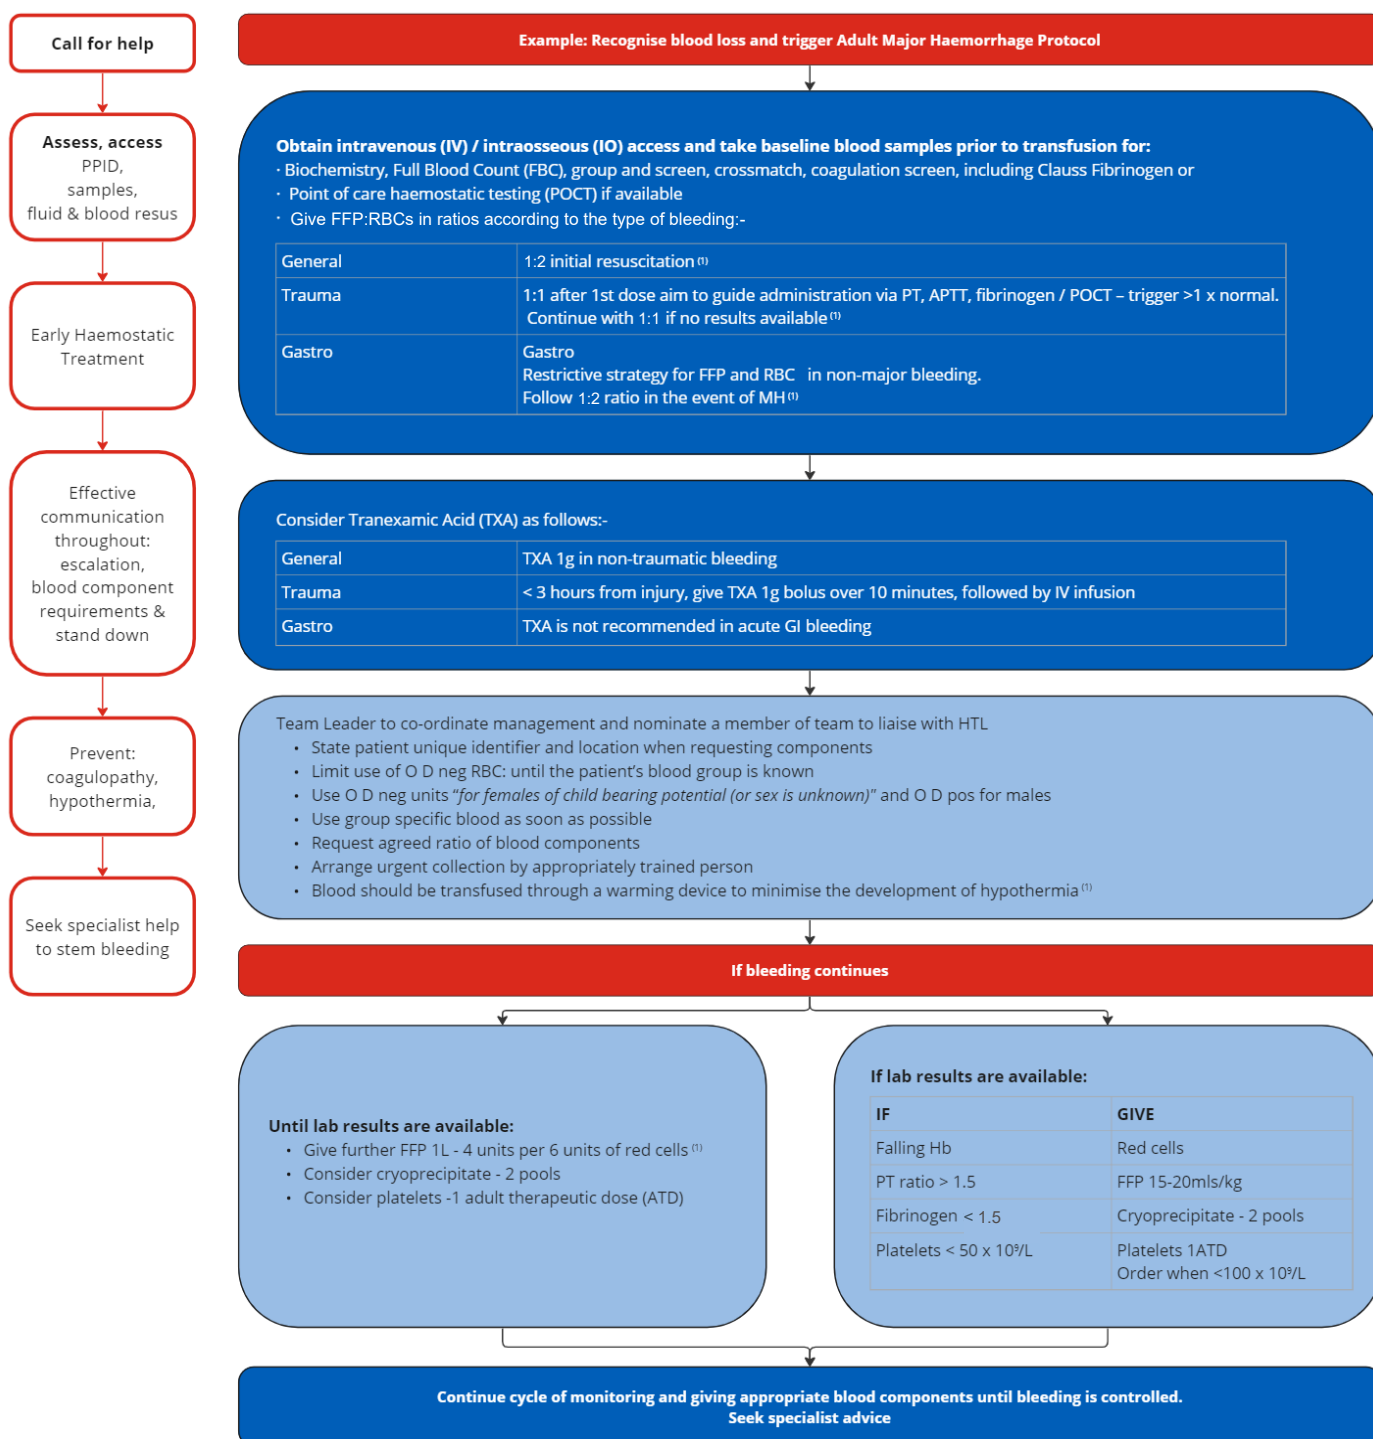 Call for help
Assess, access
PPID,
samples,
fluid & blood resus
Early Haemostatic
Treatment
Effective
communication
throughout:
escalation,
blood component
requirements &
stand down
Prevent:
coagulopathy,
hypothermia,
Seek specialist help
to stem bleeding
Example: Recognise blood loss and trigger Adult Major Haemorrhage Protocol
Obtain intravenous (IV) / intraosseous (IO) access and take baseline blood samples prior to transfusion for:
· Biochemistry, Full Blood Count (FBC), group and screen, crossmatch, coagulation screen, including Clauss Fibrinogen or
· Point of care haemostatic testing (POCT) if available
· Give FFP:RBCs in ratios according to the type of bleeding:-
General 1:2 initial resuscitation (1)
Trauma 1:1 after 1st dose aim to guide administration via PT, APTT, fibrinogen / POCT – trigger >1 x normal.
Continue with 1:1 if no results available (1)
Gastro Gastro
Restrictive strategy for FFP and RBC in non-major bleeding.
Follow 1:2 ratio in the event of MH (1)
Consider Tranexamic Acid (TXA) as follows:-
General TXA 1g in non-traumatic bleeding
Trauma < 3 hours from injury, give TXA 1g bolus over 10 minutes, followed by IV infusion
Gastro TXA is not recommended in acute GI bleeding
Team Leader to co-ordinate management and nominate a member of team to liaise with HTL
• State patient unique identifier and location when requesting components
• Limit use of O D neg RBC: until the patient's blood group is known
• Use O D neg units “for females of child bearing potential (or sex is unknown)” and O D pos for males
• Use group specific blood as soon as possible
• Request agreed ratio of blood components
• Arrange urgent collection by appropriately trained person
• Blood should be transfused through a warming device to minimise the development of hypothermia (1)
If bleeding continues
Until lab results are available:
• Give further FFP 1L - 4 units per 6 units of red cells (1)
• Consider cryoprecipitate - 2 pools
• Consider platelets -1 adult therapeutic dose (ATD)
If lab results are available:
IF GIVE
Falling Hb Red cells
PT ratio > 1.5 FFP 15-20mls/kg
Fibrinogen < 1.5 Cryoprecipitate - 2 pools
Platelets < 50 x 10⁹/L Platelets 1ATD
Order when <100 x 10⁹/L
Continue cycle of monitoring and giving appropriate blood components until bleeding is controlled.
Seek specialist advice